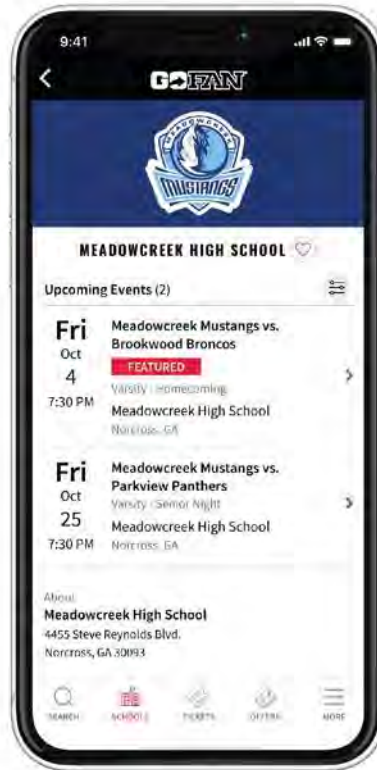 9:41
GOFAN
MEADOWCREEK
MUSTANGS
MEADOWCREEK HIGH SCHOOL
Upcoming Events (2)
Fri
Oct
4
7:30 PM
Meadowcreek Mustangs vs.
Brookwood Broncos
FEATURED
Varsity | Homecoming
Meadowcreek High School
Norcross, GA
Fri
Oct
25
7:30 PM
Meadowcreek Mustangs vs.
Parkview Panthers
Varsity | Senior Night
Meadowcreek High School
Norcross, GA
About
Meadowcreek High School
4455 Steve Reynolds Blvd.
Norcross, GA 30093
SEARCH
SCHOOLS
TICKETS
OFFERS
MORE